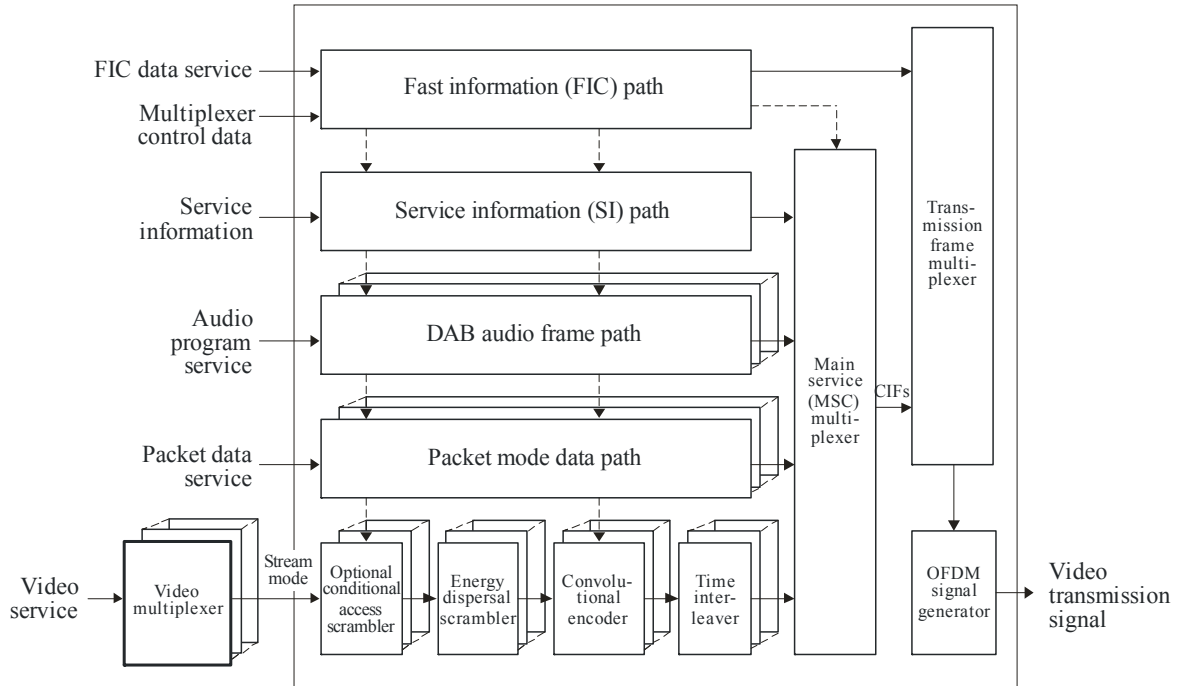 FIC data service
Multiplexer
control data
Fast information (FIC) path
Service
information
Service information (SI) path
Audio
program
service
DAB audio frame path
Packet data
service
Packet mode data path
Video
service
Video
multiplexer
Stream
mode
Optional
conditional
access
scrambler
Energy
dispersal
scrambler
Convolu-
tional
encoder
Time
inter-
leaver
Main
service
(MSC)
multi-
plexer
CIFs
Trans-
mission
frame
multi-
plexer
OFDM
signal
generator
Video
transmission
signal